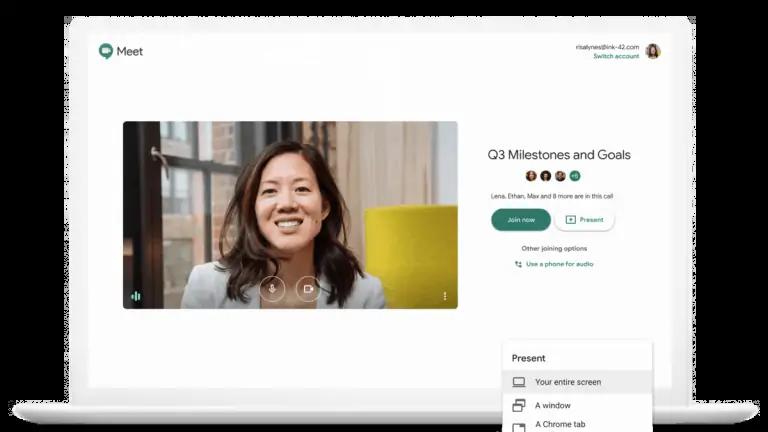 Meet
risalynes@ink-42.com
Switch account
Q3 Milestones and Goals
+5
Lena, Ethan, Max and 8 more are in this call
Join now
Present
Other joining options
Use a phone for audio
Present
Your entire screen
A window
A Chrome tab